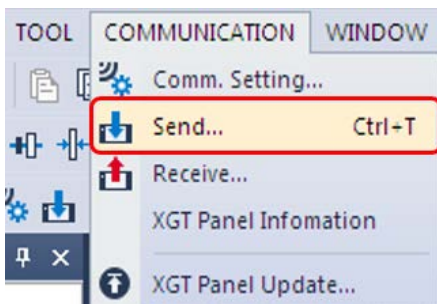 TOOL COMMUNICATION WINDOW
Comm. Setting...
Send... Ctrl+T
Receive...
XGT Panel Infomation
XGT Panel Update...